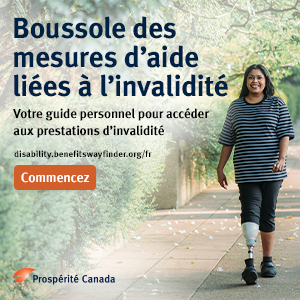 Boussole des
mesures d’aide
liées à l’invalidité
Votre guide personnel pour accéder
aux prestations d’invalidité
disability.benefitswayfinder.org/fr
Commencez
Prospérité Canada